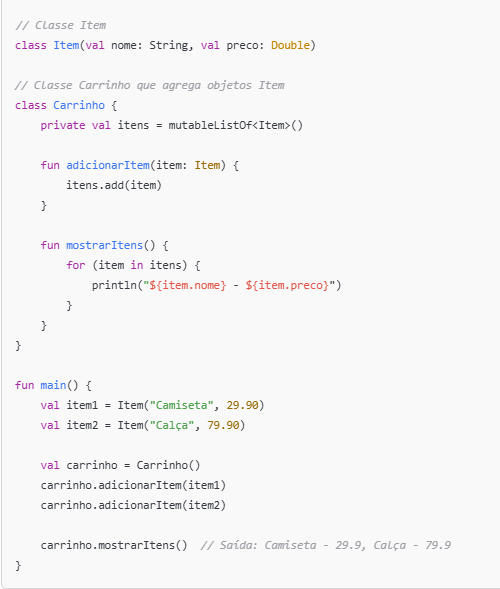 // Classe Item
class Item(val nome: String, val preco: Double)
// Classe Carrinho que agrega objetos Item
class Carrinho {
private val itens = mutableListOf<Item>()
fun adicionarItem(item: Item) {
itens.add(item)
}
fun mostrarItens() {
for (item in itens) {
println("${item.nome} - ${item.preco}")
}
}
}
fun main() {
val item1 = Item("Camiseta", 29.90)
val item2 = Item("Calça", 79.90)
val carrinho = Carrinho()
carrinho.adicionarItem(item1)
carrinho.adicionarItem(item2)
carrinho.mostrarItens()  // Saída: Camiseta - 29.9, Calça - 79.9
}